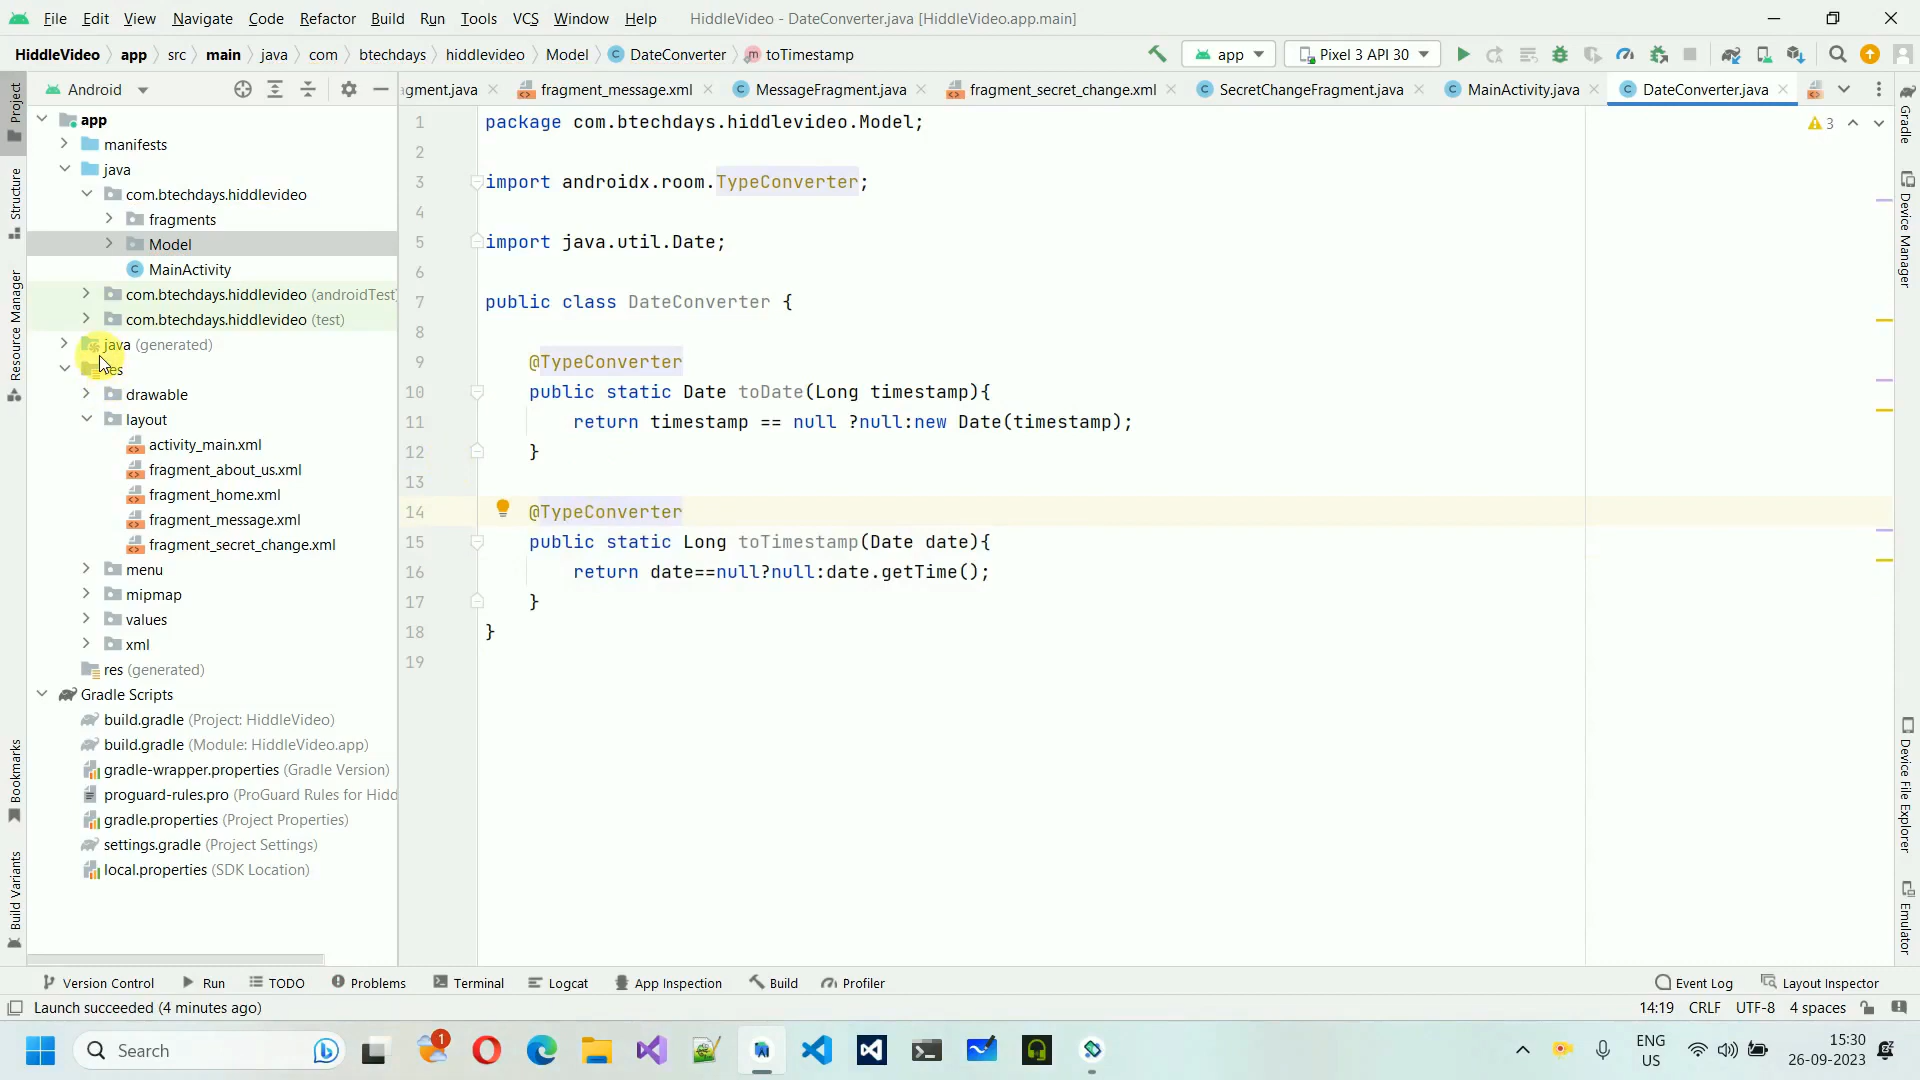 File Edit View Navigate Code Refactor Build Run Tools VCS Window Help HiddleVideo - DateConverter.java [HiddleVideo.app.main]
HiddleVideo app src main java com btechdays hiddlevideo Model DateConverter toTimestamp app Pixel 3 API 30
Android
agment.java fragment_message.xml MessageFragment.java fragment_secret_change.xml SecretChangeFragment.java MainActivity.java DateConverter.java
Project
Structure
Resource Manager
Bookmarks
Build Variants
app
manifests
java
com.btechdays.hiddlevideo
fragments
Model
MainActivity
com.btechdays.hiddlevideo (androidTest
com.btechdays.hiddlevideo (test)
java (generated)
res
drawable
layout
activity_main.xml
fragment_about_us.xml
fragment_home.xml
fragment_message.xml
fragment_secret_change.xml
menu
mipmap
values
xml
res (generated)
Gradle Scripts
build.gradle (Project: HiddleVideo)
build.gradle (Module: HiddleVideo.app)
gradle-wrapper.properties (Gradle Version)
proguard-rules.pro (ProGuard Rules for Hidd
gradle.properties (Project Properties)
settings.gradle (Project Settings)
local.properties (SDK Location)
1 package com.btechdays.hiddlevideo.Model;
2
3 import androidx.room.TypeConverter;
4
5 import java.util.Date;
6
7 public class DateConverter {
8
9 @TypeConverter
10 public static Date toDate(Long timestamp){
11 return timestamp == null ?null:new Date(timestamp);
12 }
13
14 @TypeConverter
15 public static Long toTimestamp(Date date){
16 return date==null?null:date.getTime();
17 }
18 }
19
3
Gradle
Device Manager
Device File Explorer
Emulator
Version Control Run TODO Problems Terminal Logcat App Inspection Build Profiler Event Log Layout Inspector
Launch succeeded (4 minutes ago) 14:19 CRLF UTF-8 4 spaces
Search 1 ENG 15:30
US 26-09-2023